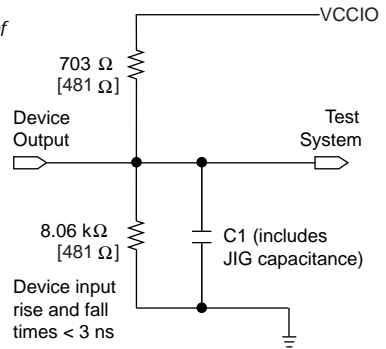 of
VCCIO
703 Ω
[481 Ω]
Device
Output
Test
System
8.06 kΩ
[481 Ω]
C1 (includes
JIG capacitance)
Device input
rise and fall
times < 3 ns